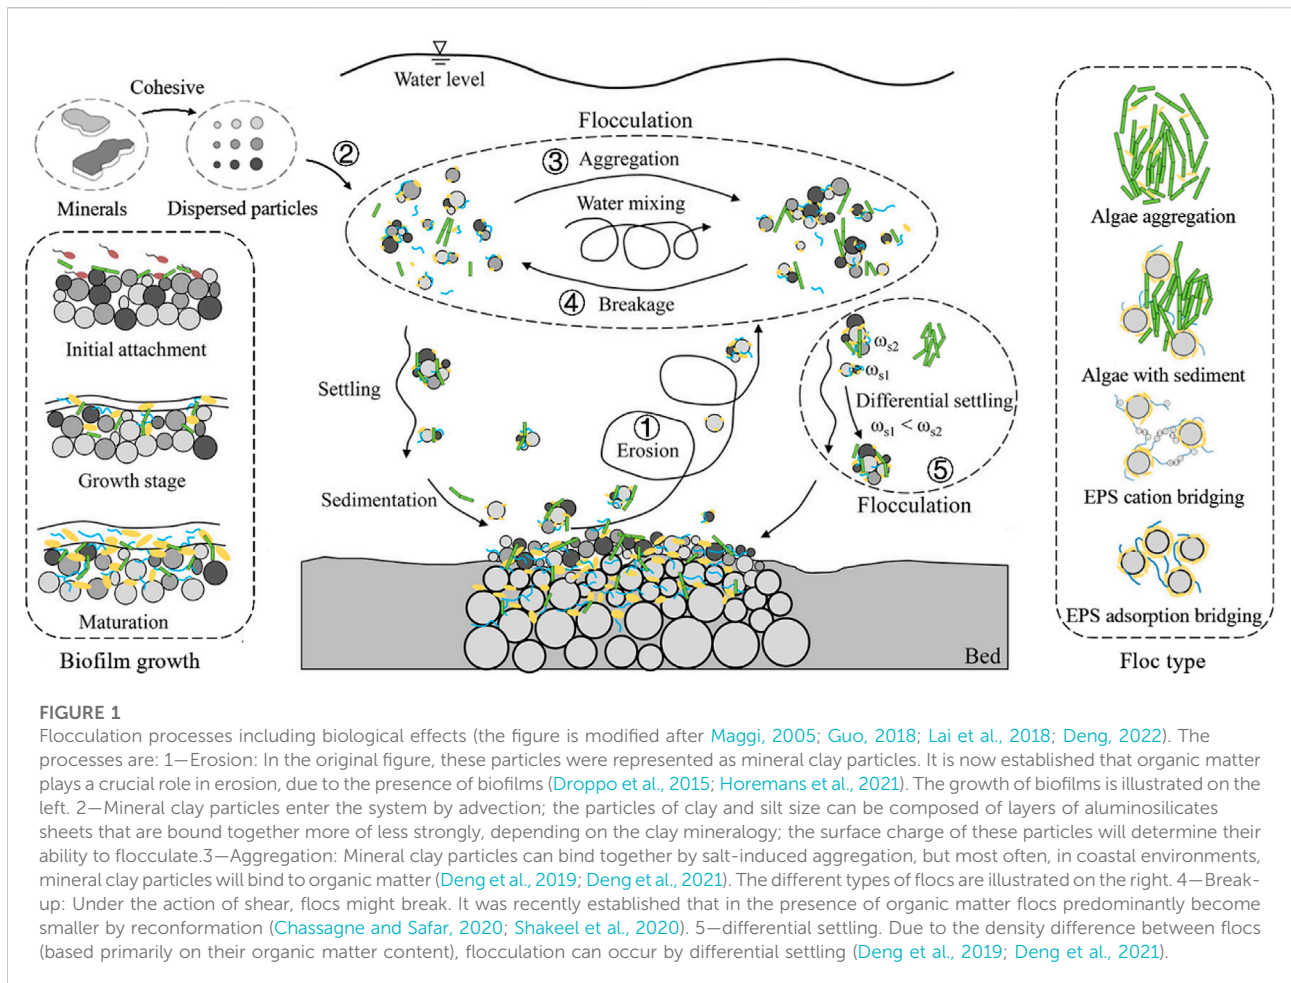 Water level
Cohesive
Minerals
Dispersed particles
②
Flocculation
③ Aggregation
Water mixing
④ Breakage
Initial attachment
Growth stage
Maturation
Biofilm growth
Settling
Sedimentation
①
Erosion
ωs2
ωs1
Differential settling
ωs1 < ωs2
⑤
Flocculation
Bed
Algae aggregation
Algae with sediment
EPS cation bridging
EPS adsorption bridging
Floc type
FIGURE 1
Flocculation processes including biological effects (the figure is modified after Maggi, 2005; Guo, 2018; Lai et al., 2018; Deng, 2022). The
processes are: 1—Erosion: In the original figure, these particles were represented as mineral clay particles. It is now established that organic matter
plays a crucial role in erosion, due to the presence of biofilms (Droppo et al., 2015; Horemans et al., 2021). The growth of biofilms is illustrated on the
left. 2—Mineral clay particles enter the system by advection; the particles of clay and silt size can be composed of layers of aluminosilicates
sheets that are bound together more of less strongly, depending on the clay mineralogy; the surface charge of these particles will determine their
ability to flocculate.3—Aggregation: Mineral clay particles can bind together by salt-induced aggregation, but most often, in coastal environments,
mineral clay particles will bind to organic matter (Deng et al., 2019; Deng et al., 2021). The different types of flocs are illustrated on the right. 4—Break-
up: Under the action of shear, flocs might break. It was recently established that in the presence of organic matter flocs predominantly become
smaller by reconformation (Chassagne and Safar, 2020; Shakeel et al., 2020). 5—differential settling. Due to the density difference between flocs
(based primarily on their organic matter content), flocculation can occur by differential settling (Deng et al., 2019; Deng et al., 2021).